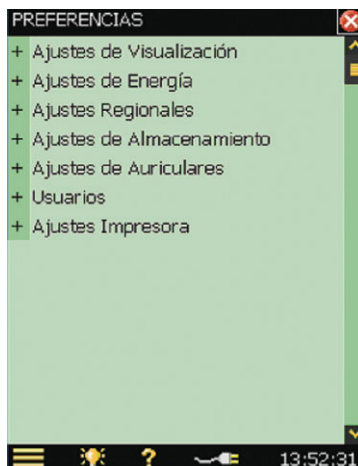 PREFERENCIAS
+ Ajustes de Visualización
+ Ajustes de Energía
+ Ajustes Regionales
+ Ajustes de Almacenamiento
+ Ajustes de Auriculares
+ Usuarios
+ Ajustes Impresora
? 13:52:31